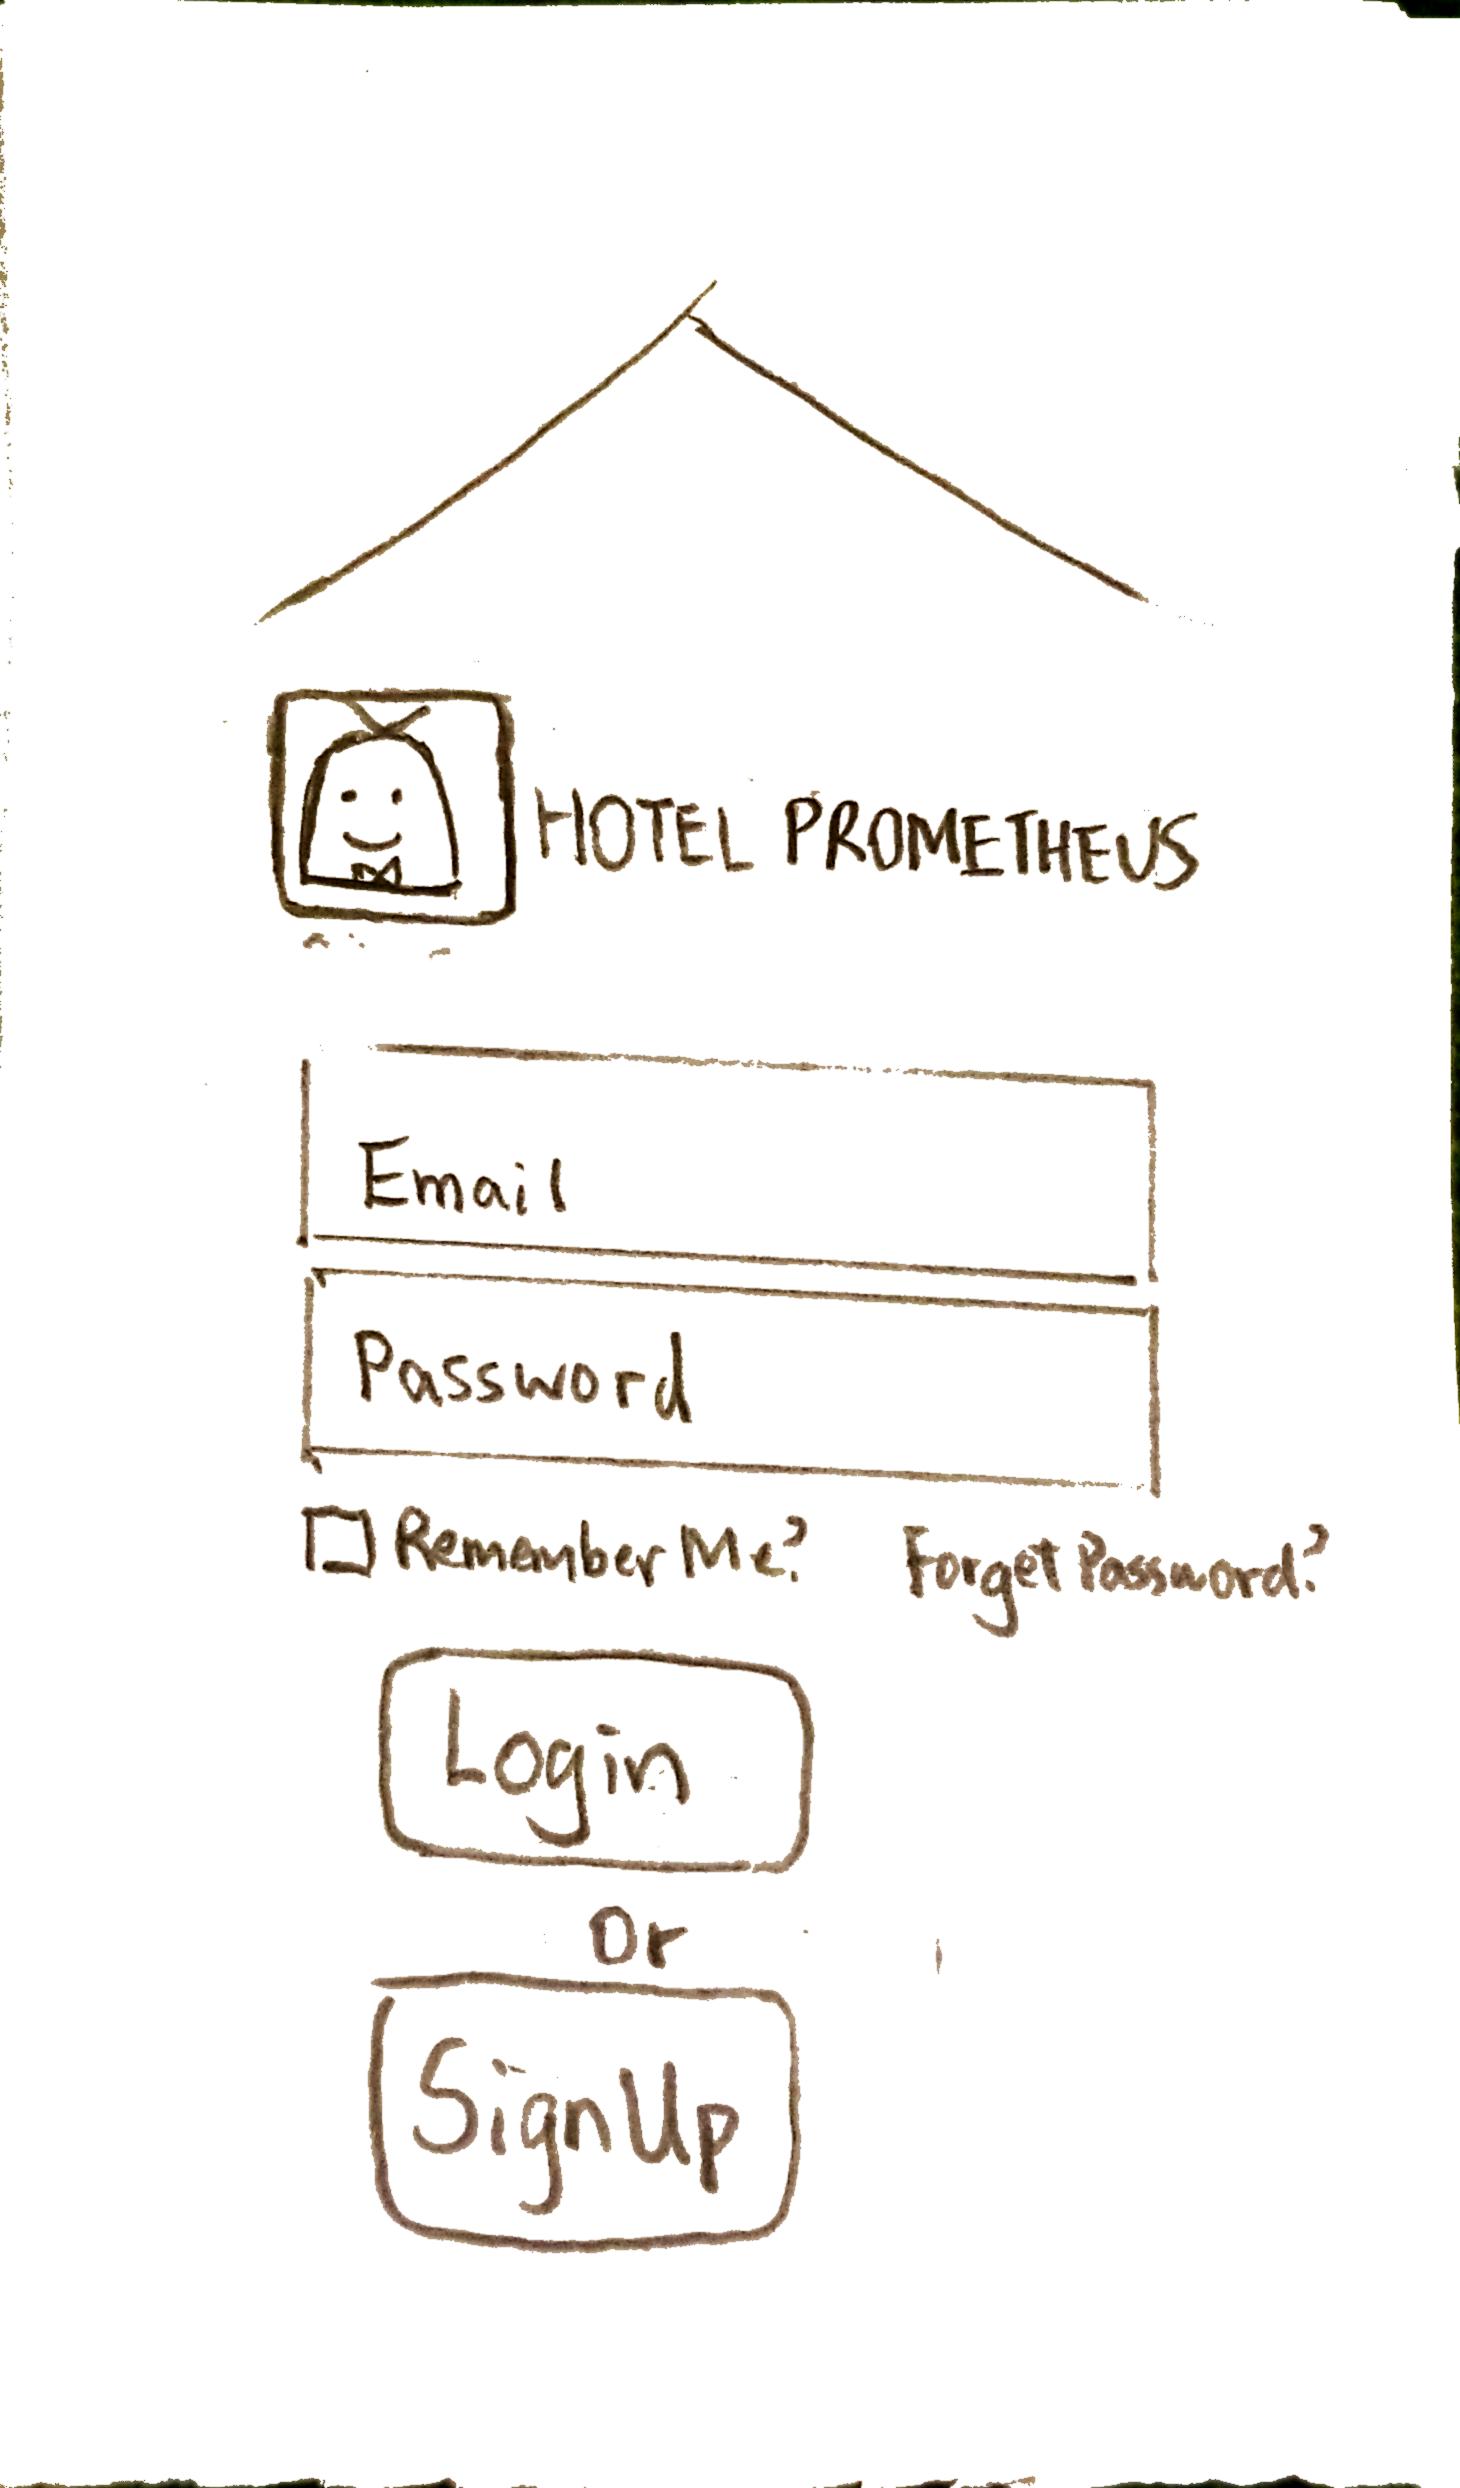 HOTEL PROMETHEUS
Email
Password
Remember Me? Forget Password?
Login
Or
Sign Up